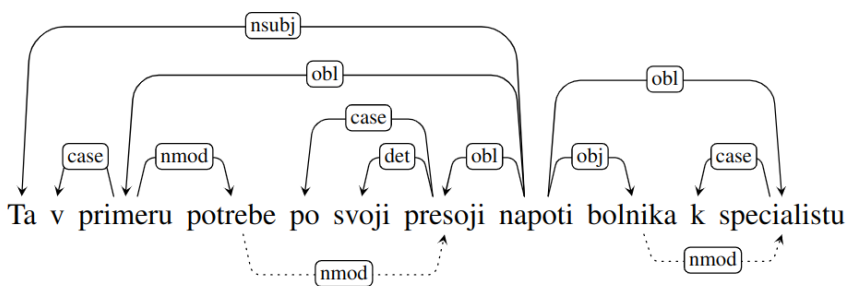 nsubj
obl
obl
case
case
nmod
det
obl
obj
case
Ta v primeru potrebe po svoji presoji napoti bolnika k specialistu
nmod
nmod